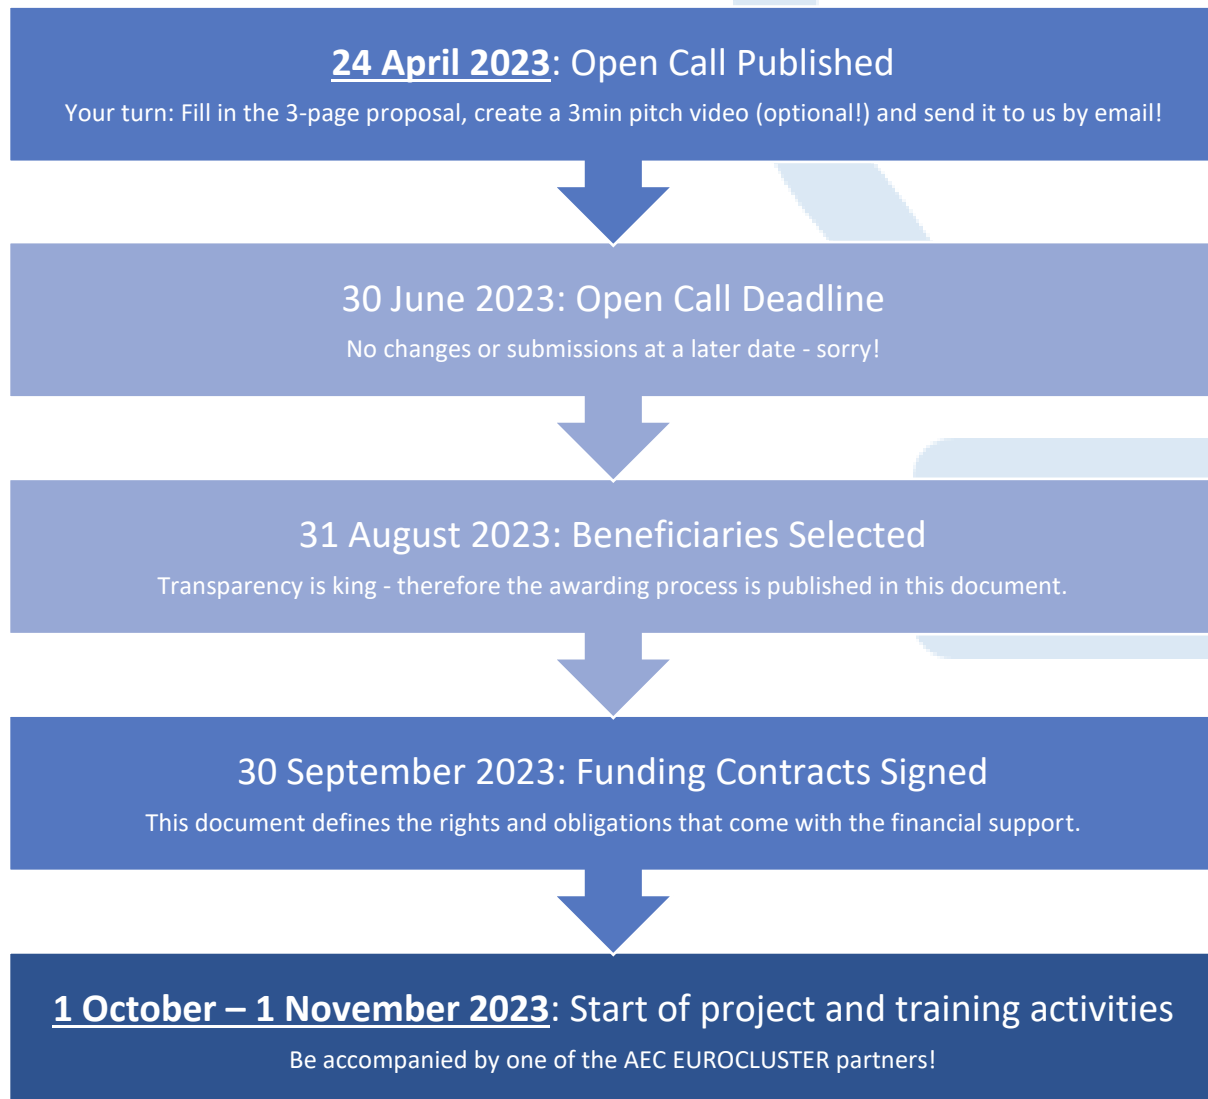 24 April 2023: Open Call Published
Your turn: Fill in the 3-page proposal, create a 3min pitch video (optional!) and send it to us by email!
30 June 2023: Open Call Deadline
No changes or submissions at a later date - sorry!
31 August 2023: Beneficiaries Selected
Transparency is king - therefore the awarding process is published in this document.
30 September 2023: Funding Contracts Signed
This document defines the rights and obligations that come with the financial support.
1 October – 1 November 2023: Start of project and training activities
Be accompanied by one of the AEC EUROCLUSTER partners!